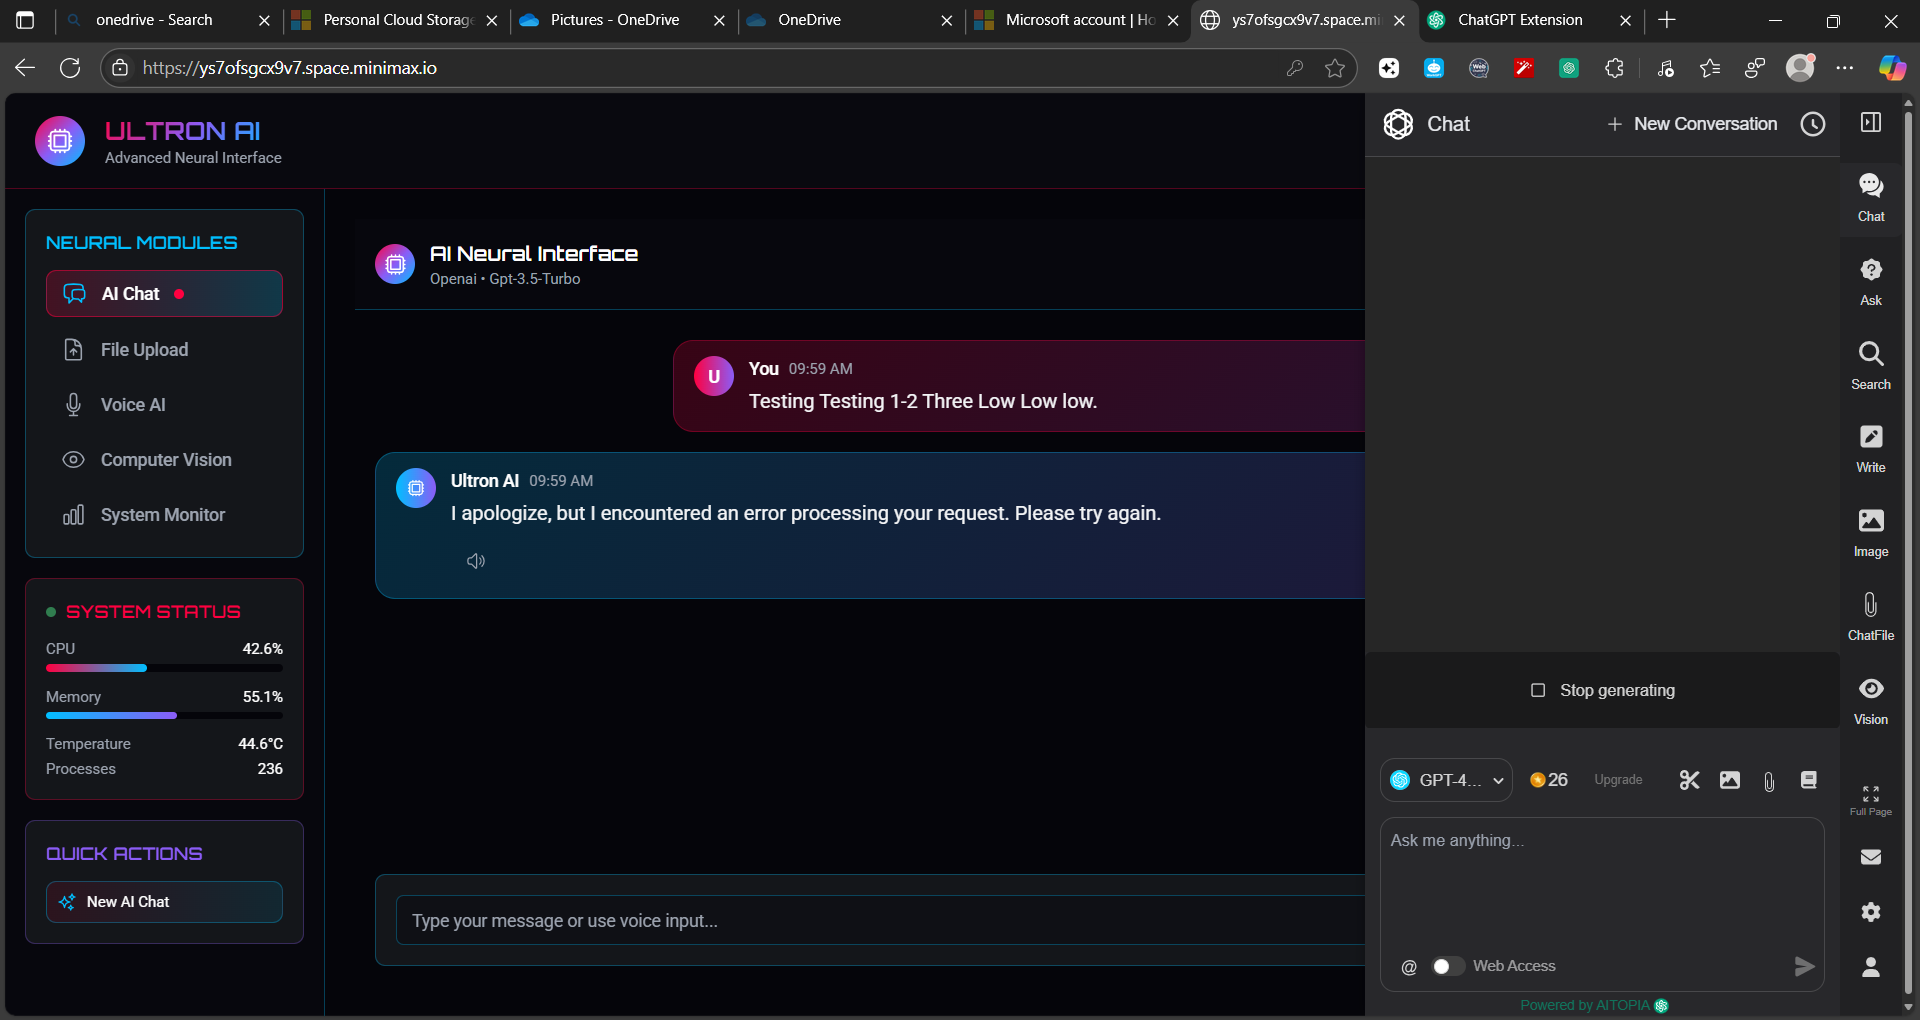 onedrive - Search
Personal Cloud Storage
Pictures - OneDrive
OneDrive
Microsoft account | Ho
ys7ofsgcx9v7.space.mi
ChatGPT Extension
https://ys7ofsgcx9v7.space.minimax.io
ULTRON AI
Advanced Neural Interface
NEURAL MODULES
AI Chat
File Upload
Voice AI
Computer Vision
System Monitor
SYSTEM STATUS
CPU 42.6%
Memory 55.1%
Temperature 44.6°C
Processes 236
QUICK ACTIONS
New AI Chat
AI Neural Interface
Openai • Gpt-3.5-Turbo
U
You 09:59 AM
Testing Testing 1-2 Three Low Low low.
Ultron AI 09:59 AM
I apologize, but I encountered an error processing your request. Please try again.
Type your message or use voice input...
Chat
+ New Conversation
Stop generating
GPT-4...
26
Upgrade
Ask me anything...
@ Web Access
Powered by AITOPIA
Chat
Ask
Search
Write
Image
ChatFile
Vision
Full Page